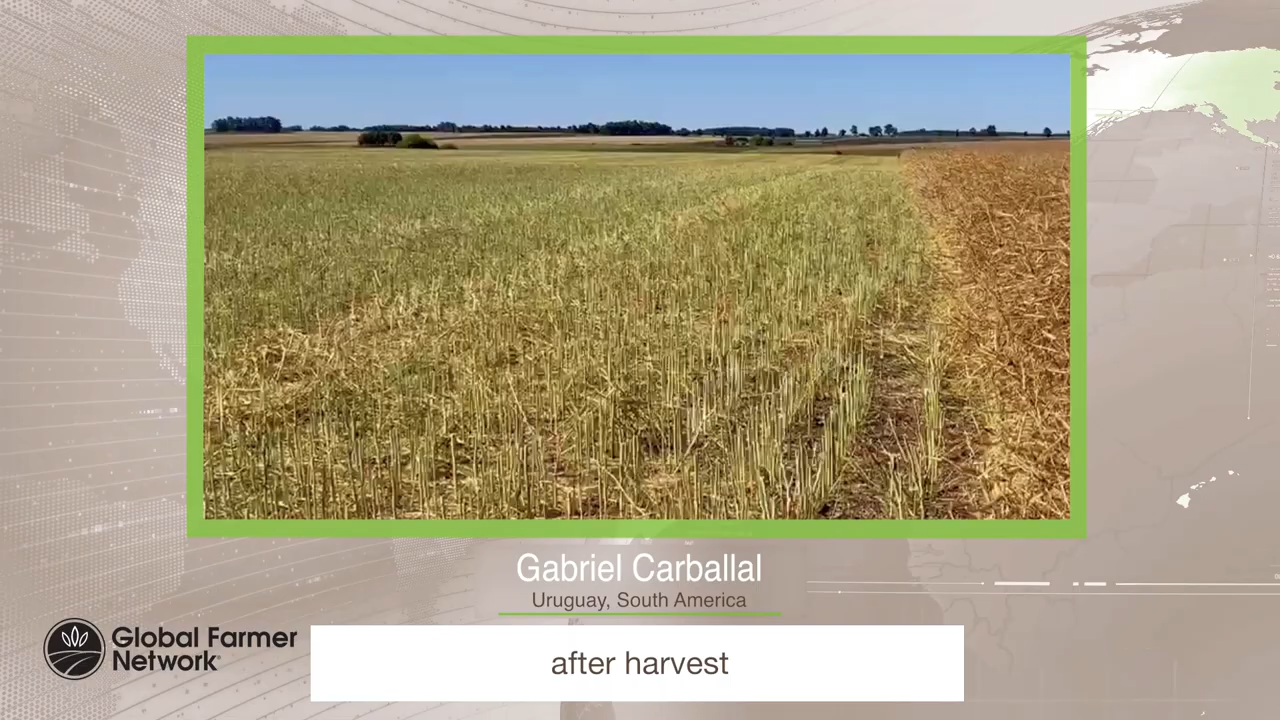 Gabriel Carballal
Uruguay, South America
Global Farmer
Network
after harvest